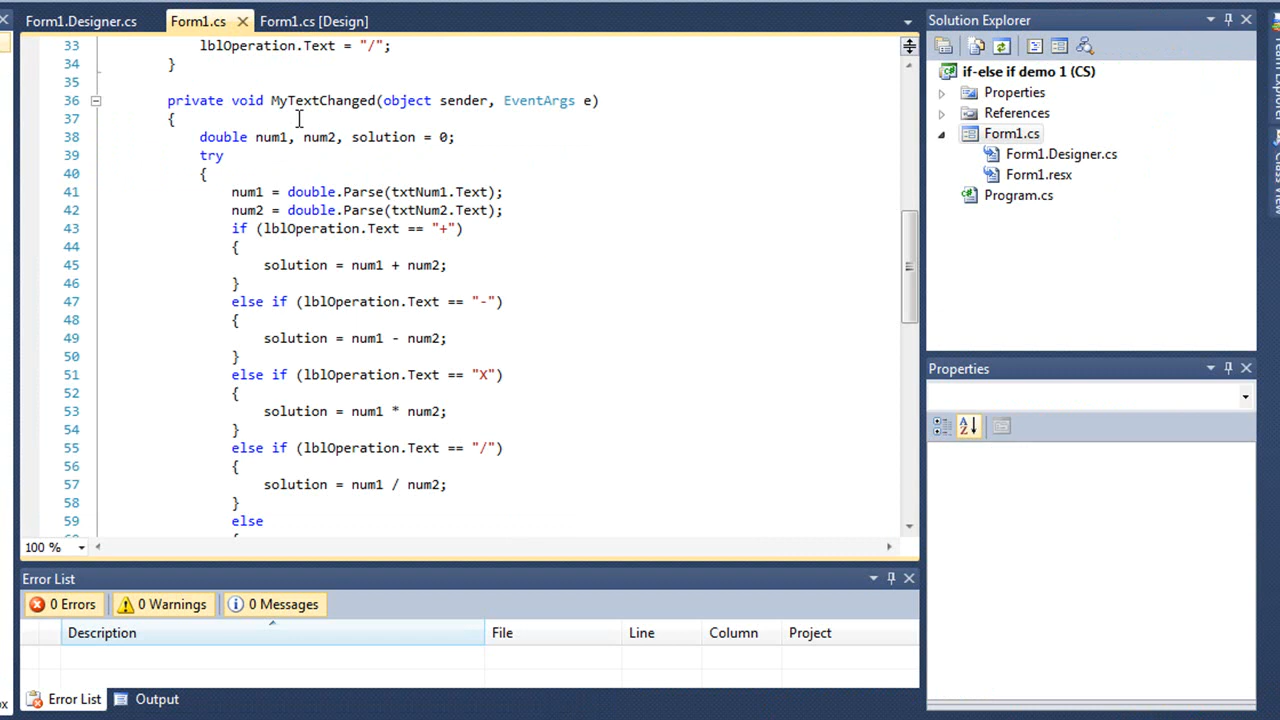 Form1.Designer.cs
Form1.cs
Form1.cs [Design]
33 lblOperation.Text = "/";
34 }
35
36 private void MyTextChanged(object sender, EventArgs e)
37 {
38 double num1, num2, solution = 0;
39 try
40 {
41 num1 = double.Parse(txtNum1.Text);
42 num2 = double.Parse(txtNum2.Text);
43 if (lblOperation.Text == "+")
44 {
45 solution = num1 + num2;
46 }
47 else if (lblOperation.Text == "-")
48 {
49 solution = num1 - num2;
50 }
51 else if (lblOperation.Text == "X")
52 {
53 solution = num1 * num2;
54 }
55 else if (lblOperation.Text == "/")
56 {
57 solution = num1 / num2;
58 }
59 else
100 %
Solution Explorer
if-else if demo 1 (CS)
Properties
References
Form1.cs
Form1.Designer.cs
Form1.resx
Program.cs
Properties
Error List
0 Errors
0 Warnings
0 Messages
Description
File
Line
Column
Project
Error List
Output